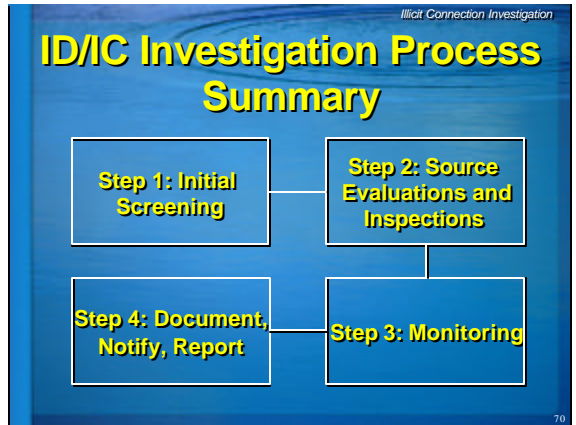 Illicit Connection Investigation
ID/IC Investigation Process
Summary
Step 1: Initial
Screening
Step 2: Source
Evaluations and
Inspections
Step 3: Monitoring
Step 4: Document,
Notify, Report
70